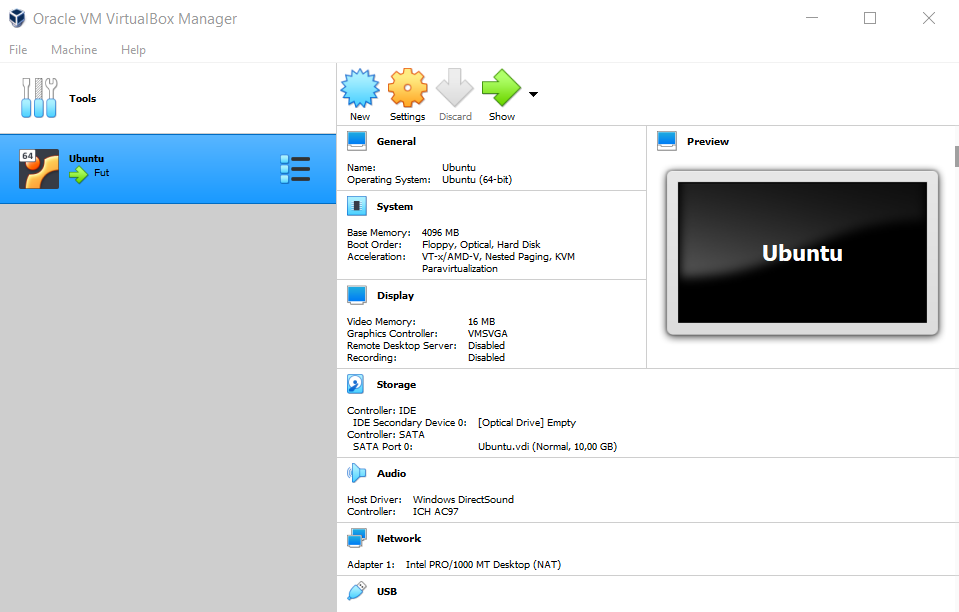 Oracle VM VirtualBox Manager
File Machine Help
Tools
64
Ubuntu
Fut
New Settings Discard Show
General
Name: Ubuntu
Operating System: Ubuntu (64-bit)
System
Base Memory: 4096 MB
Boot Order: Floppy, Optical, Hard Disk
Acceleration: VT-x/AMD-V, Nested Paging, KVM
Paravirtualization
Display
Video Memory: 16 MB
Graphics Controller: VMSVGA
Remote Desktop Server: Disabled
Recording: Disabled
Preview
Ubuntu
Storage
Controller: IDE
IDE Secondary Device 0: [Optical Drive] Empty
Controller: SATA
SATA Port 0: Ubuntu.vdi (Normal, 10,00 GB)
Audio
Host Driver: Windows DirectSound
Controller: ICH AC97
Network
Adapter 1: Intel PRO/1000 MT Desktop (NAT)
USB